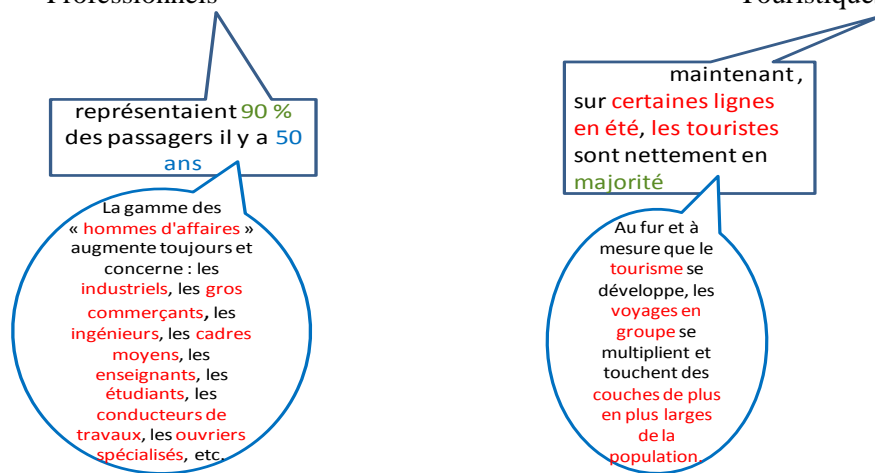 Professionnels
Touristiques
représentaient 90 %
des passagers il y a 50
ans
La gamme des
« hommes d'affaires »
augmente toujours et
concerne : les
industriels, les gros
commerçants, les
ingénieurs, les cadres
moyens, les
enseignants, les
étudiants, les
conducteurs de
travaux, les ouvriers
spécialisés, etc.
maintenant ,
sur certaines lignes
en été, les touristes
sont nettement en
majorité
Au fur et à
mesure que le
tourisme se
développe, les
voyages en
groupe se
multiplient et
touchent des
couches de plus
en plus larges
de la
population.